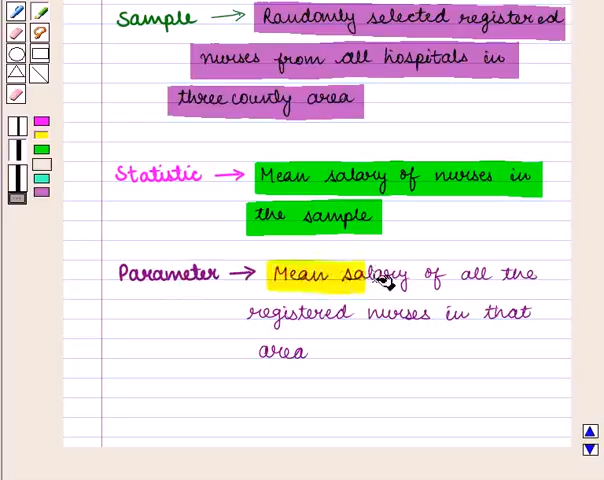 Sample → Randomly selected registered
nurses from all hospitals in
three county area
Statistic → Mean salary of nurses in
the sample
Parameter → Mean salary of all the
registered nurses in that
area